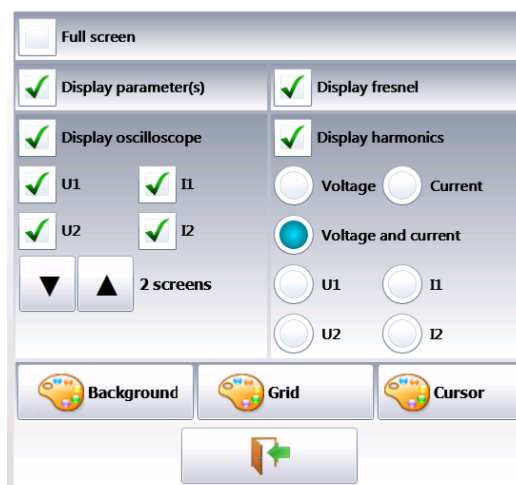 Full screen
Display parameter(s) Display fresnel
Display oscilloscope Display harmonics
U1 I1 Voltage Current
U2 I2 Voltage and current
2 screens U1 I1
U2 I2
Background Grid Cursor